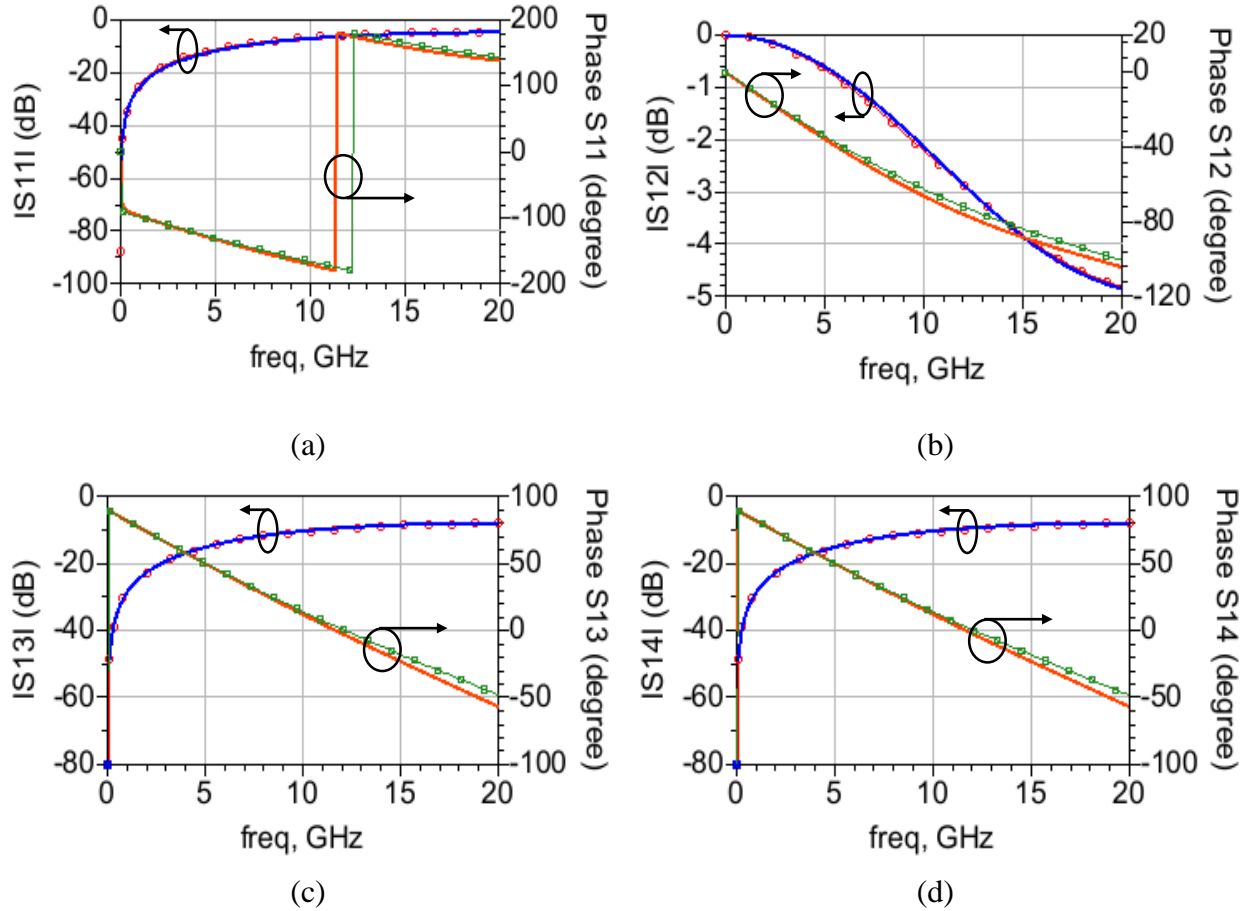 0
-20
-40
-60
-80
-100
IS11I (dB)
200
100
-0
-100
-200
Phase S11 (degree)
0 5 10 15 20
freq, GHz
(a)
0
-1
-2
-3
-4
-5
IS12I (dB)
20
0
-40
-80
-120
Phase S12 (degree)
0 5 10 15 20
freq, GHz
(b)
0
-20
-40
-60
-80
IS13I (dB)
100
50
0
-50
-100
Phase S13 (degree)
0 5 10 15 20
freq, GHz
(c)
0
-20
-40
-60
-80
IS14I (dB)
100
50
0
-50
-100
Phase S14 (degree)
0 5 10 15 20
freq, GHz
(d)